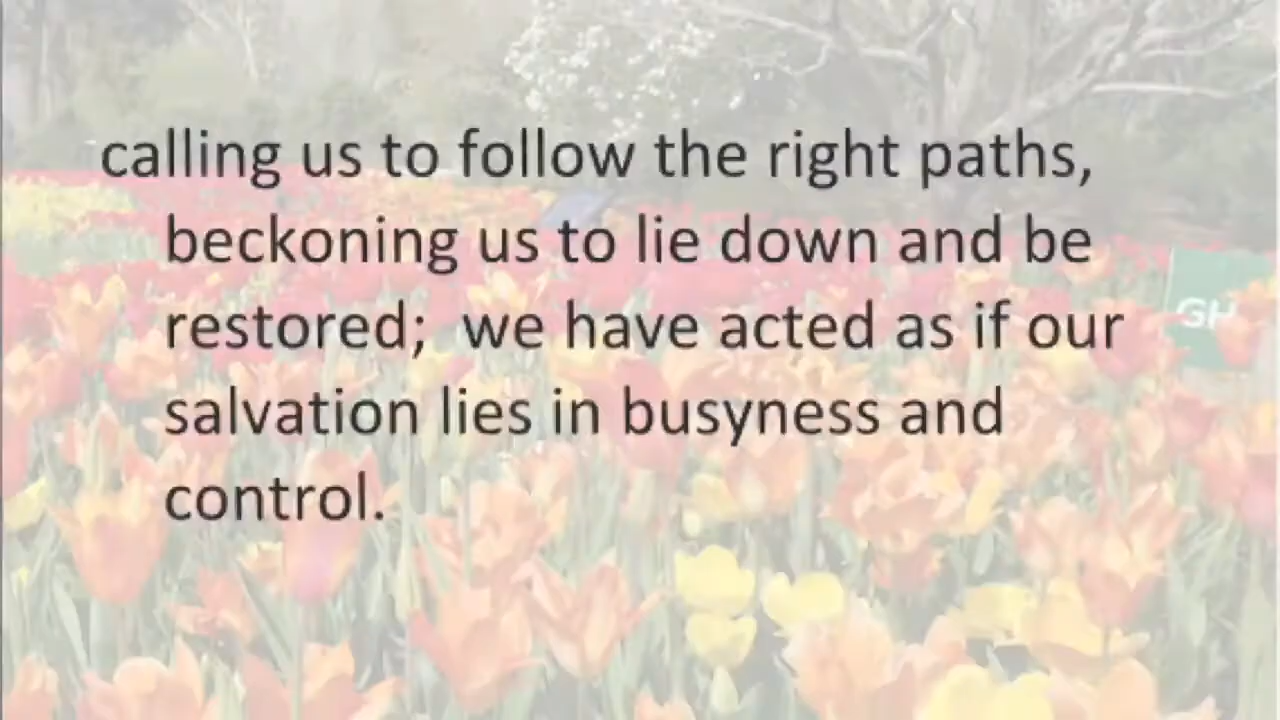 calling us to follow the right paths,
beckoning us to lie down and be
restored;  we have acted as if our
salvation lies in busyness and
control.
GH